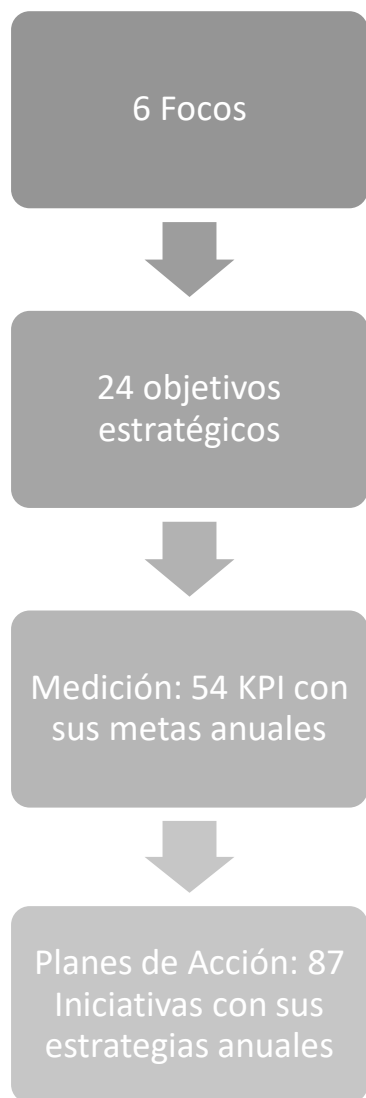 6 Focos
24 objetivos
estratégicos
Medición: 54 KPI con
sus metas anuales
Planes de Acción: 87
Iniciativas con sus
estrategias anuales